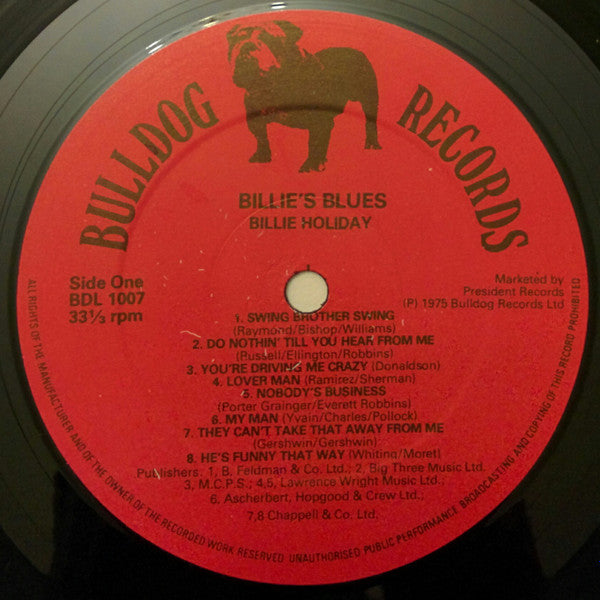 BULLDOG RECORDS
BILLIE'S BLUES
BILLIE HOLIDAY
Side One
BDL 1007
33⅓ rpm
Marketed by
President Records
(P) 1975 Bulldog Records Ltd
1. SWING BROTHER SWING
(Raymond/Bishop/Williams)
2. DO NOTHIN' TILL YOU HEAR FROM ME
(Russell/Ellington/Robbins)
3. YOU'RE DRIVING ME CRAZY (Donaldson)
4. LOVER MAN (Ramirez/Sherman)
5. NOBODY'S BUSINESS
(Porter Grainger/Everett Robbins)
6. MY MAN (Yvain/Charles/Pollock)
7. THEY CAN'T TAKE THAT AWAY FROM ME
(Gershwin/Gershwin)
8. HE'S FUNNY THAT WAY (Whiting/Moret)
Publishers: 1, B. Feldman & Co. Ltd.; 2, Big Three Music Ltd.
3, M.C.P.S.; 4,5, Lawrence Wright Music Ltd.;
6. Ascherbert, Hopgood & Crew Ltd.;
7,8 Chappell & Co. Ltd.
ALL RIGHTS OF THE MANUFACTURER AND OF THE OWNER OF THE RECORDED WORK RESERVED. UNAUTHORISED PUBLIC PERFORMANCE BROADCASTING AND COPYING OF THIS RECORD PROHIBITED